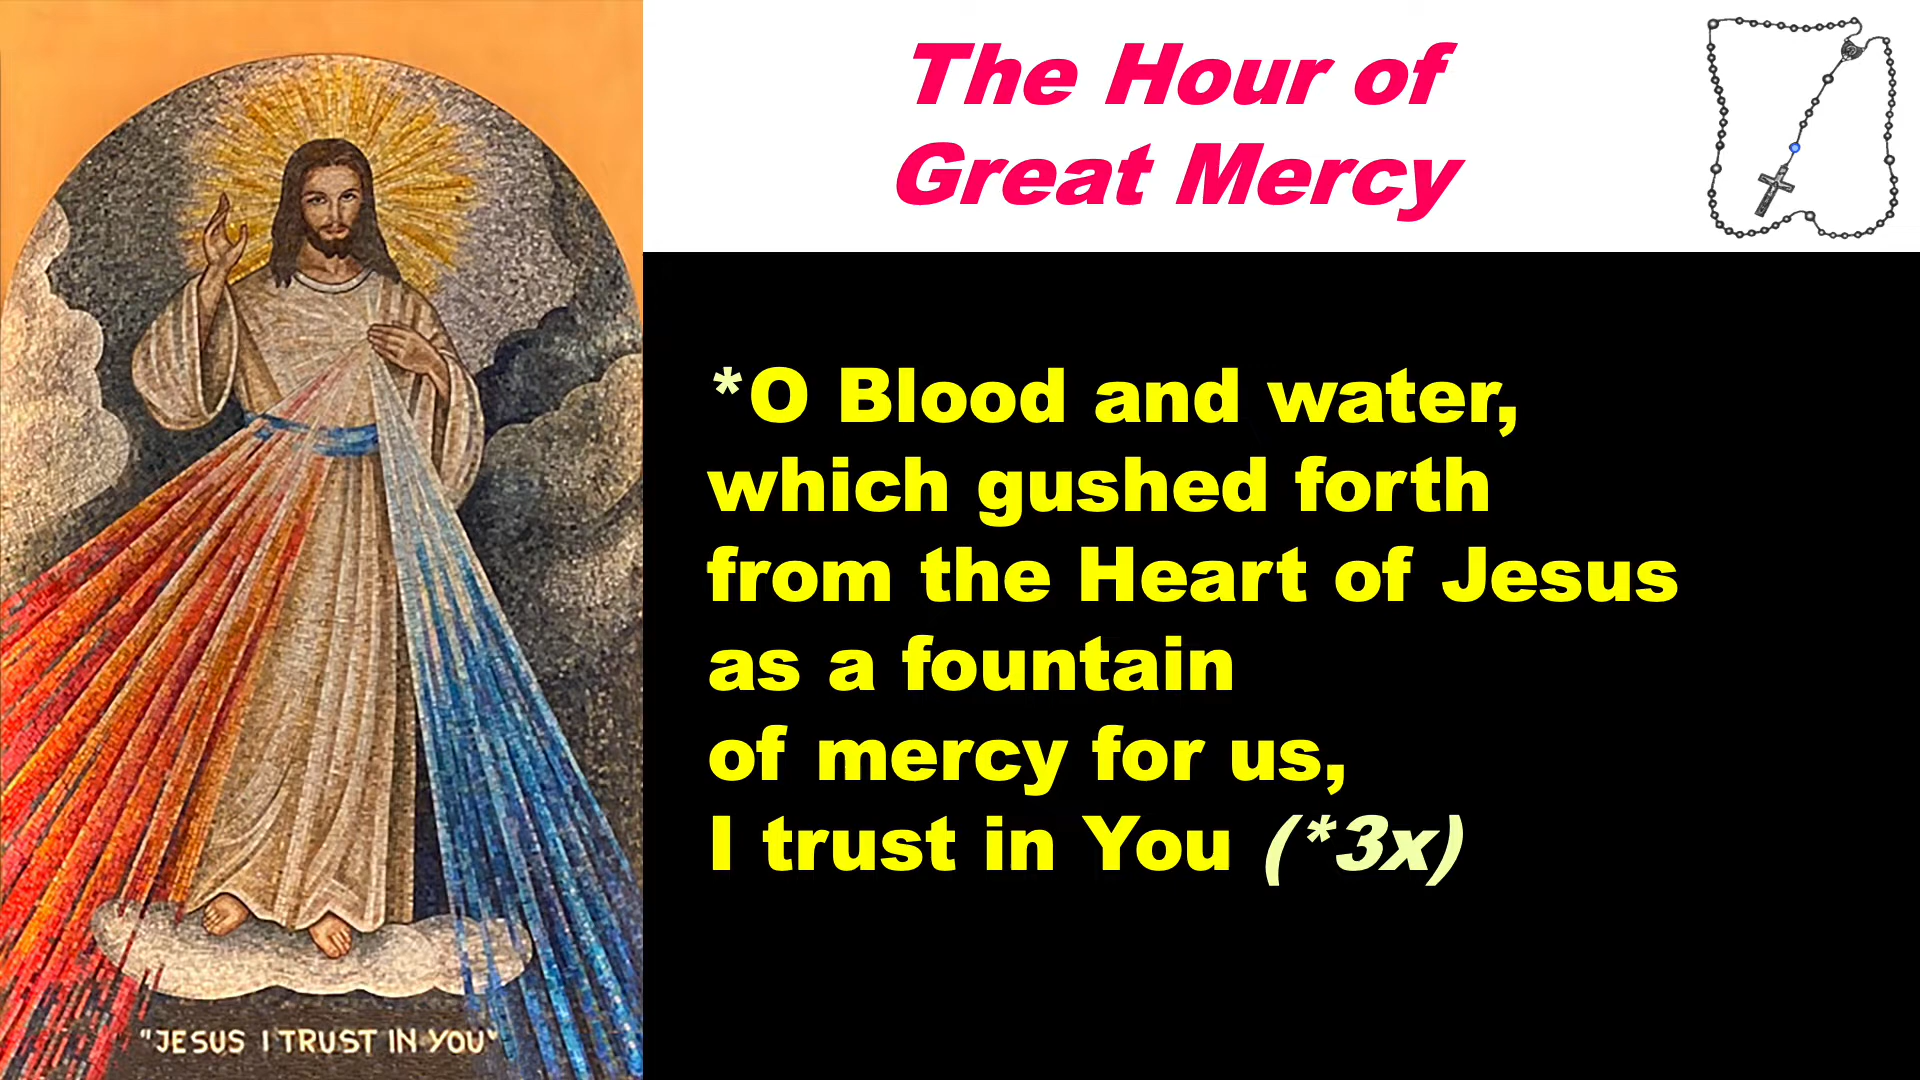 The Hour of
Great Mercy
*O Blood and water,
which gushed forth
from the Heart of Jesus
as a fountain
of mercy for us,
I trust in You (*3x)
"JESUS I TRUST IN YOU"